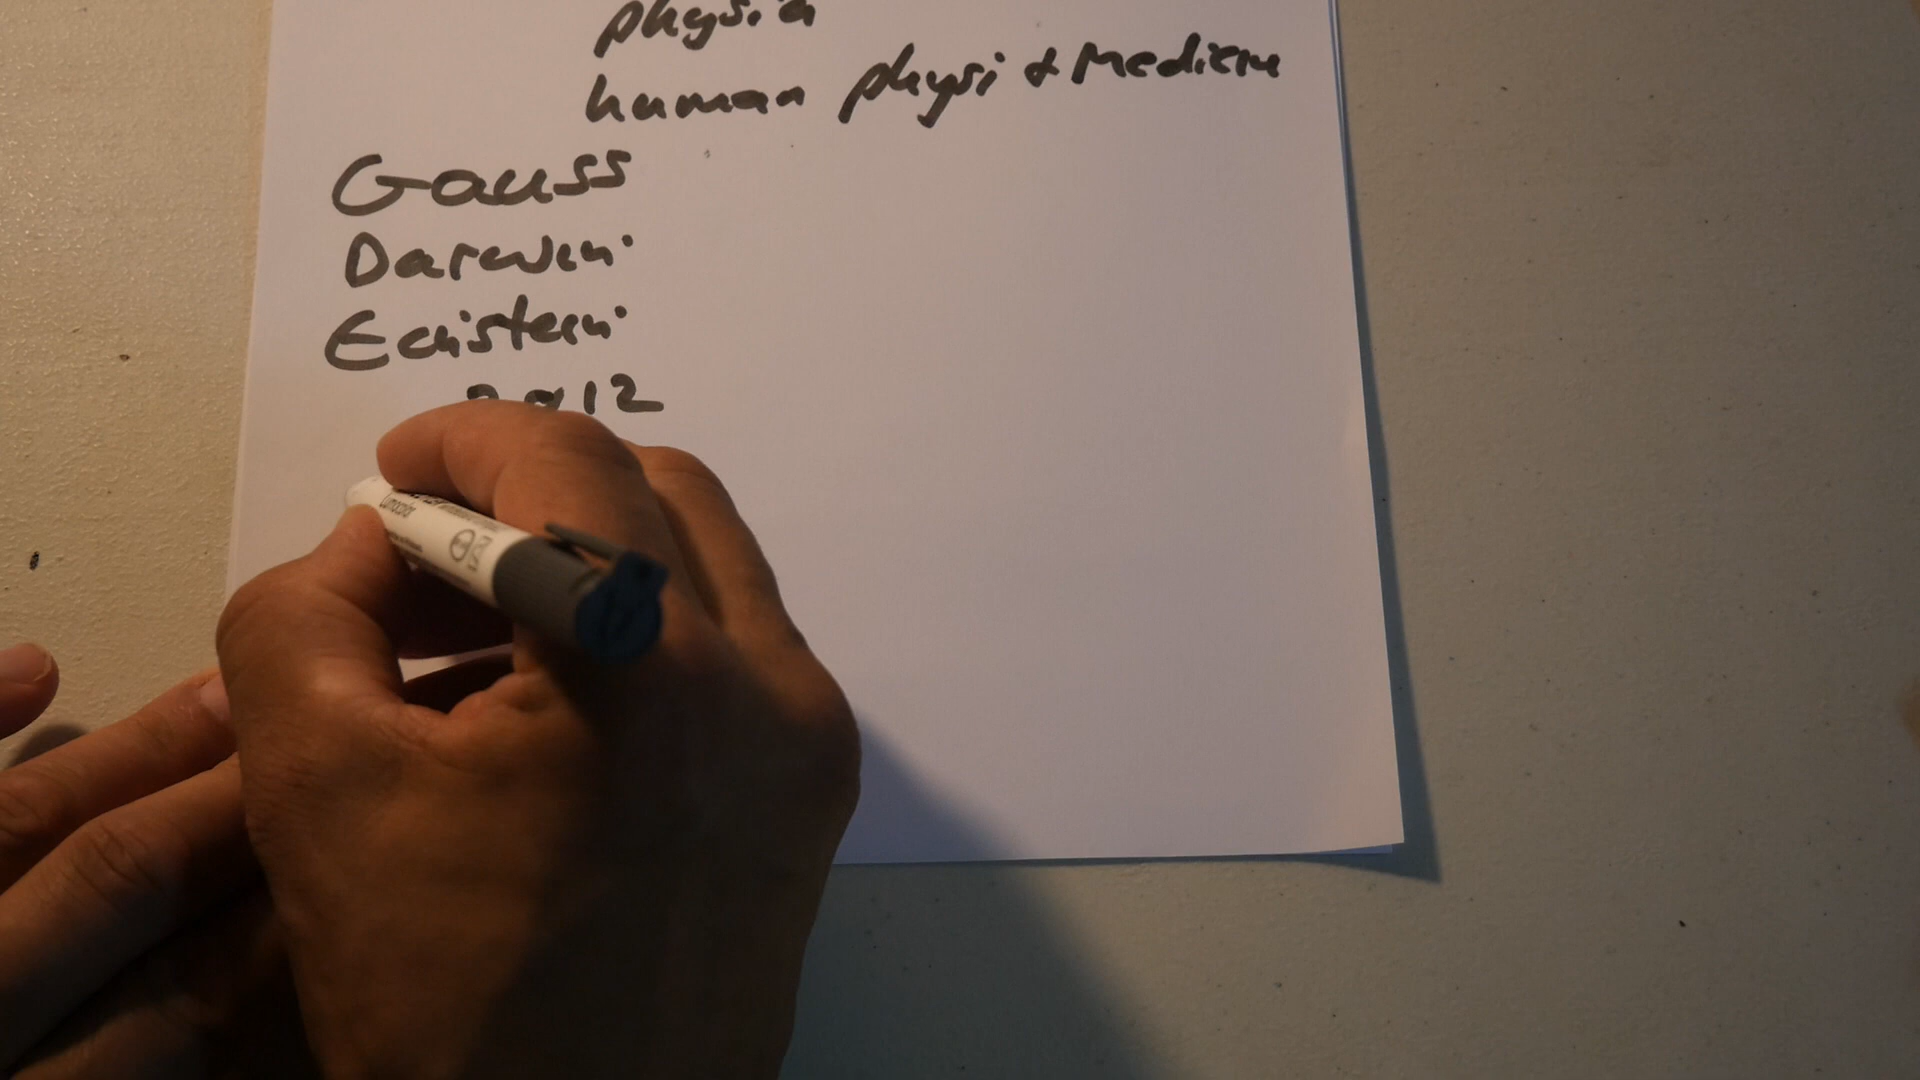 physi
human physi & Medicine
Gauss
Darwin
Einstein
2012